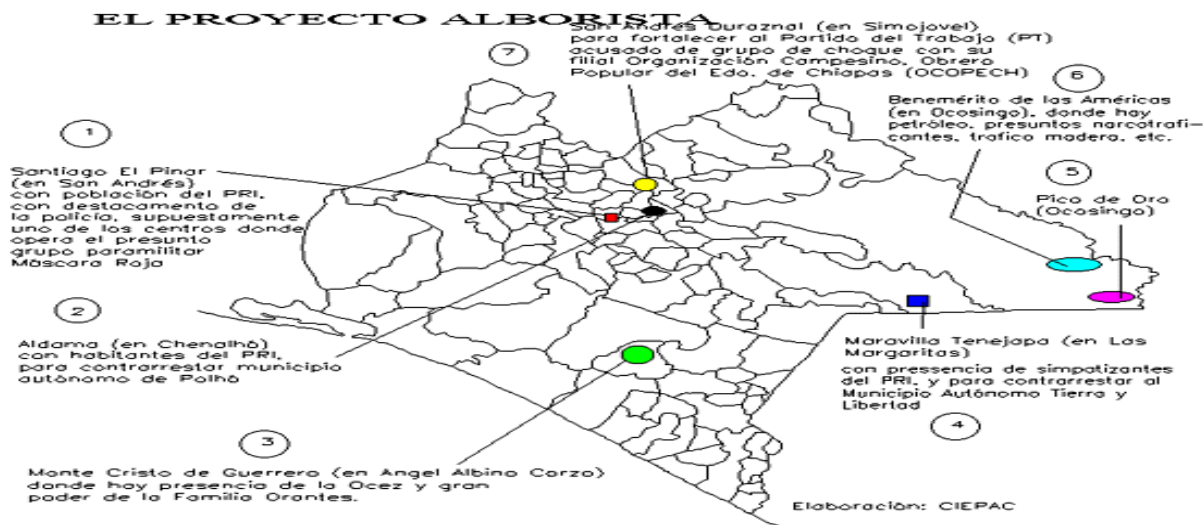 EL PROYECTO ALBORISTA
7
San Andrés Duraznal (en Simojovel)
para fortalecer al Partido del Trabajo (PT)
acusado de grupo de choque con su
filial Organización Campesino, Obrero
Popular del Edo. de Chiapas (OCOPECH)
6
Benemérito de las Américas
(en Ocosingo), donde hay
petróleo, presuntos narcotrafi-
cantes, trafico madera, etc.
1
Santiago El Pinar
(en San Andrés)
con población del PRI,
con destacamento de
la policía, supuestamente
uno de los centros donde
opera el presunto
grupo paramilitar
Máscara Roja
5
Pico de Oro
(Ocosingo)
2
Aldama (en Chenalhó)
con habitantes del PRI,
para contrarrestar municipio
autónomo de Polhó
Maravilla Tenejapa (en Las
Margaritas)
con pressencia de simpatizantes
del PRI, y para contrarrestar al
Municipio Autónomo Tierra y
Libertad
4
3
Monte Cristo de Guerrero (en Angel Albino Corzo)
donde hay presencia de la Ocez y gran
poder de la Familia Orantes.
Elaboración: CIEPAC